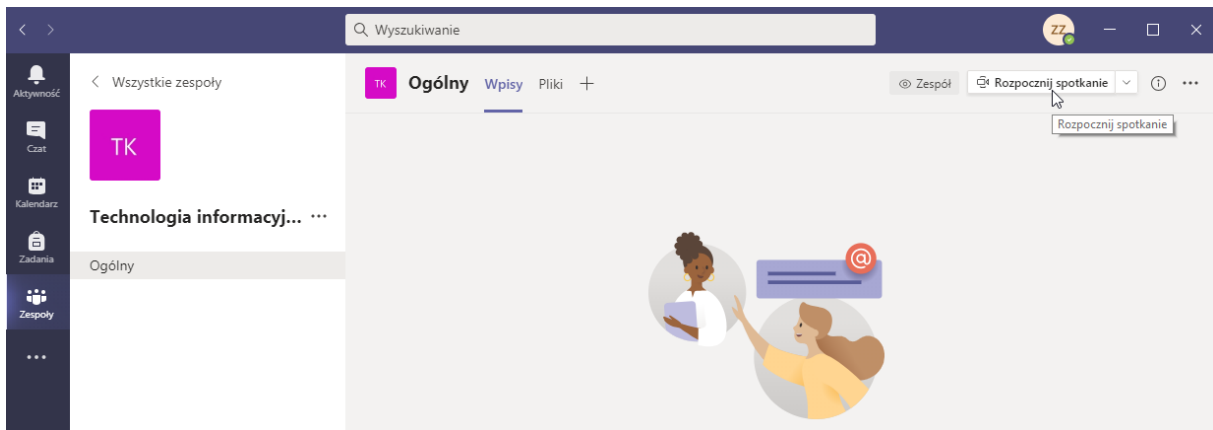 Wyszukiwanie
ZZ
Aktywność
Czat
Kalendarz
Zadania
Zespoły
Wszystkie zespoły
TK
Technologia informacyj...
Ogólny
TK Ogólny Wpisy Pliki
Zespół Rozpocznij spotkanie
Rozpocznij spotkanie
@